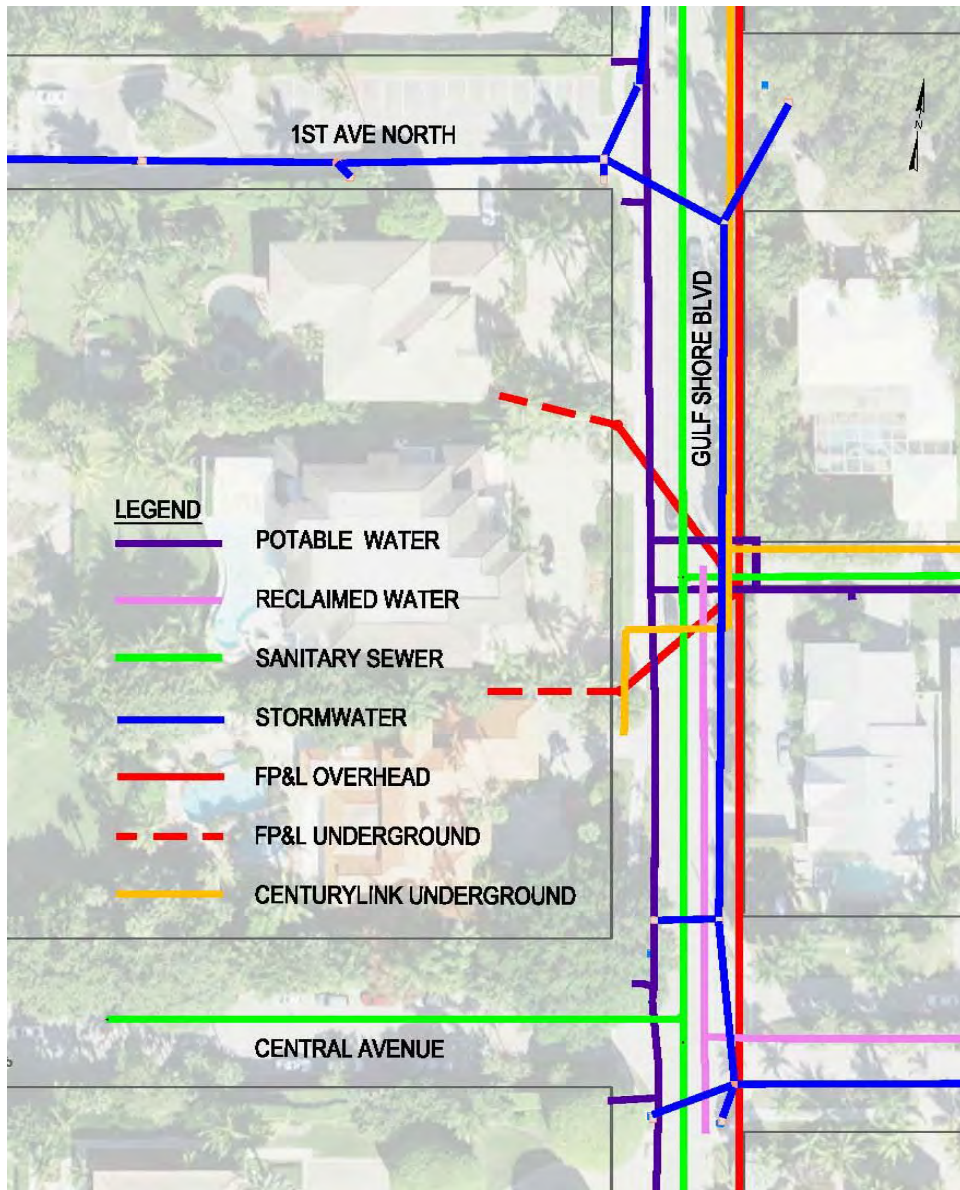 1ST AVE NORTH
N
GULF SHORE BLVD
LEGEND
POTABLE WATER
RECLAIMED WATER
SANITARY SEWER
STORMWATER
FP&L OVERHEAD
FP&L UNDERGROUND
CENTURYLINK UNDERGROUND
CENTRAL AVENUE